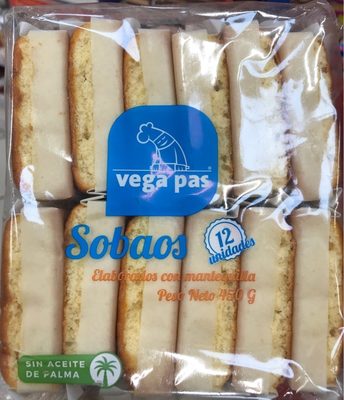 vega pas
Sobaos
12
unidades
Elaborados con mantequilla
Peso Neto 450 G
SIN ACEITE
DE PALMA